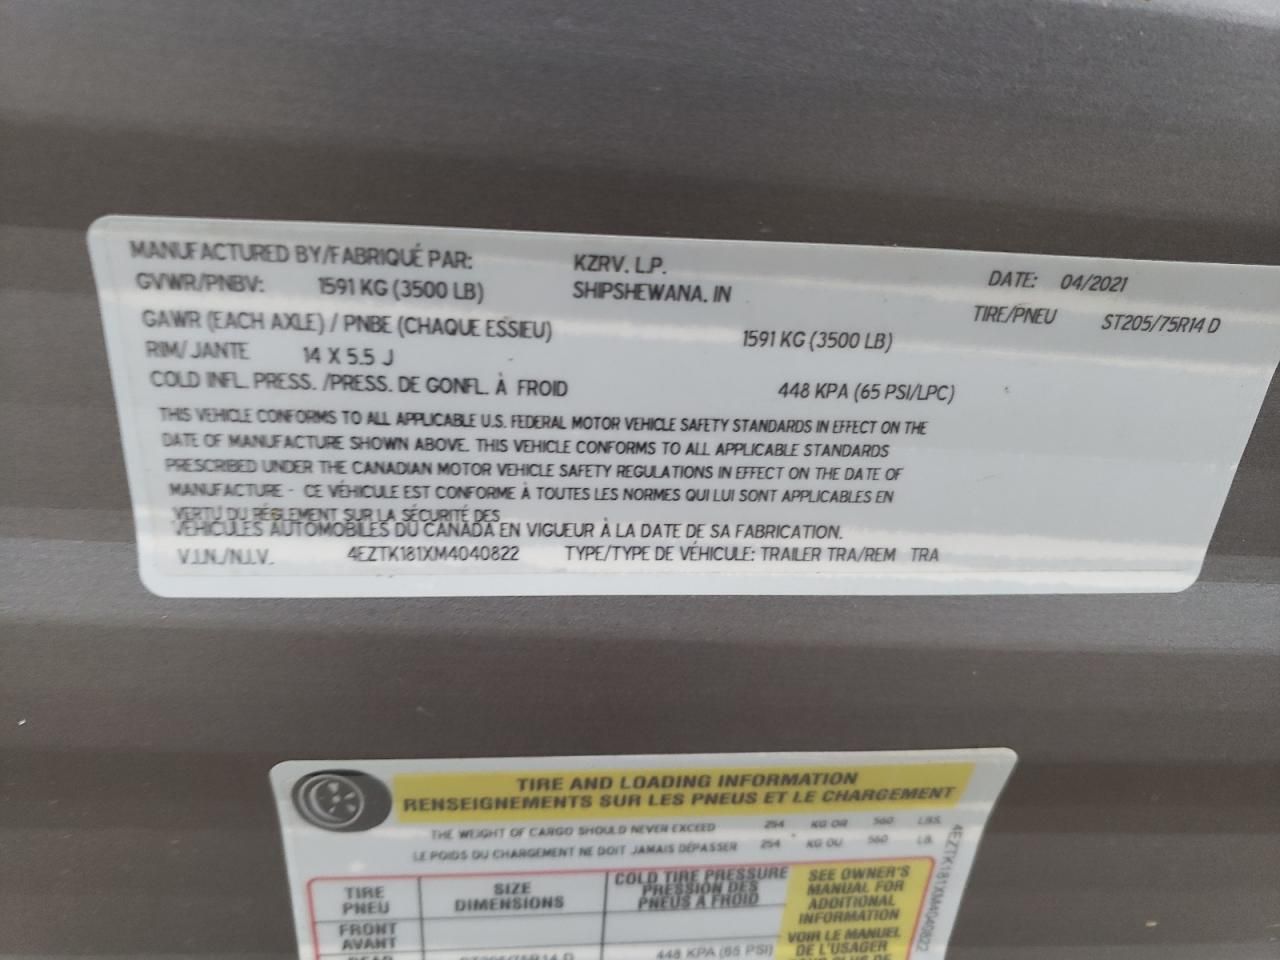 MANUFACTURED BY/FABRIQUÉ PAR: KZRV. L.P. DATE: 04/2021
GVWR/PNBV: 1591 KG (3500 LB) SHIPSHEWANA. IN TIRE/PNEU ST205/75R14 D
GAWR (EACH AXLE) / PNBE (CHAQUE ESSIEU) 1591 KG (3500 LB)
RIM/JANTE 14 X 5.5 J
COLD INFL. PRESS. /PRESS. DE GONFL. À FROID 448 KPA (65 PSI/LPC)
THIS VEHICLE CONFORMS TO ALL APPLICABLE U.S. FEDERAL MOTOR VEHICLE SAFETY STANDARDS IN EFFECT ON THE
DATE OF MANUFACTURE SHOWN ABOVE. THIS VEHICLE CONFORMS TO ALL APPLICABLE STANDARDS
PRESCRIBED UNDER THE CANADIAN MOTOR VEHICLE SAFETY REGULATIONS IN EFFECT ON THE DATE OF
MANUFACTURE - CE VÉHICULE EST CONFORME À TOUTES LES NORMES QUI LUI SONT APPLICABLES EN
VERTU DU RÉGLEMENT SUR LA SÉCURITÉ DES
VEHICULES AUTOMOBILES DU CANADA EN VIGUEUR À LA DATE DE SA FABRICATION.
V.I.N./N.I.V. 4EZTK181XM4040822 TYPE/TYPE DE VÉHICULE: TRAILER TRA/REM TRA
TIRE AND LOADING INFORMATION
RENSEIGNEMENTS SUR LES PNEUS ET LE CHARGEMENT
THE WEIGHT OF CARGO SHOULD NEVER EXCEED 254 KG OR 560 LBS.
LE POIDS DU CHARGEMENT NE DOIT JAMAIS DÉPASSER 254 KG OU 560 LB.
4EZTK181XM4040822
TIRE
PNEU
SIZE
DIMENSIONS
COLD TIRE PRESSURE
PRESSION DES
PNEUS A FROID
SEE OWNER'S
MANUAL FOR
ADDITIONAL
INFORMATION
VOIR LE MANUEL
DE L'USAGER
FRONT
AVANT
448 KPA (65 PSI)